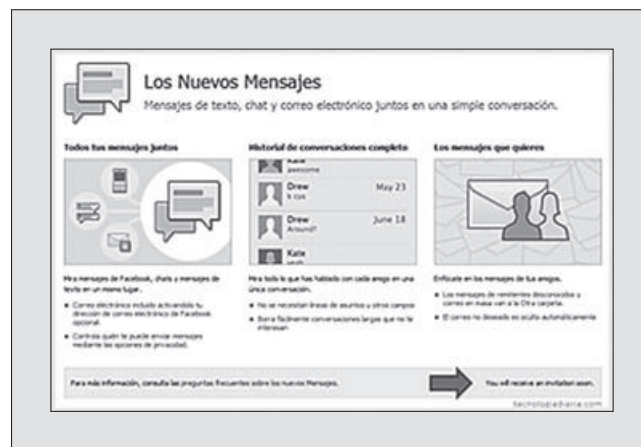 Los Nuevos Mensajes
Mensajes de texto, chat y correo electrónico juntos en una simple conversación.
Todos tus mensajes juntos
Mira mensajes de Facebook, chats y mensajes de
texto en un mismo lugar.
Correo electrónico incluido activando tu
dirección de correo electrónico de Facebook
opcional.
Controla quién te puede enviar mensajes
mediante las opciones de privacidad.
Historial de conversaciones completo
Kate
awesome
Drew May 23
k cya
Drew June 18
Around?
Kate
yeah
Mira todo lo que has hablado con cada amigo en una
única conversación.
No se necesitan líneas de asuntos y otros campos
Borra fácilmente conversaciones largas que no te
interesan
Los mensajes que quieres
Enfócate en los mensajes de tus amigos.
Los mensajes de remitentes desconocidos y
correo en masa van a la Otra carpeta.
El correo no deseado es oculto automáticamente
Para más información, consulta las preguntas frecuentes sobre los nuevos Mensajes.
You will receive an invitation soon.
tecnologiadiaria.com